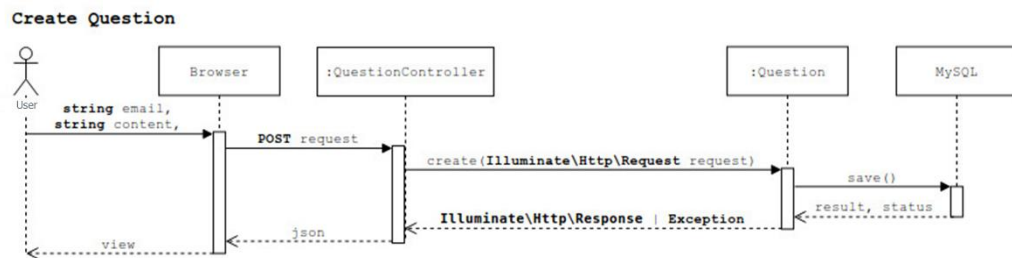 Create Question
Browser
:QuestionController
:Question
MySQL
User
string email,
string content,
POST request
create(Illuminate\Http\Request request)
save()
result, status
Illuminate\Http\Response | Exception
json
view